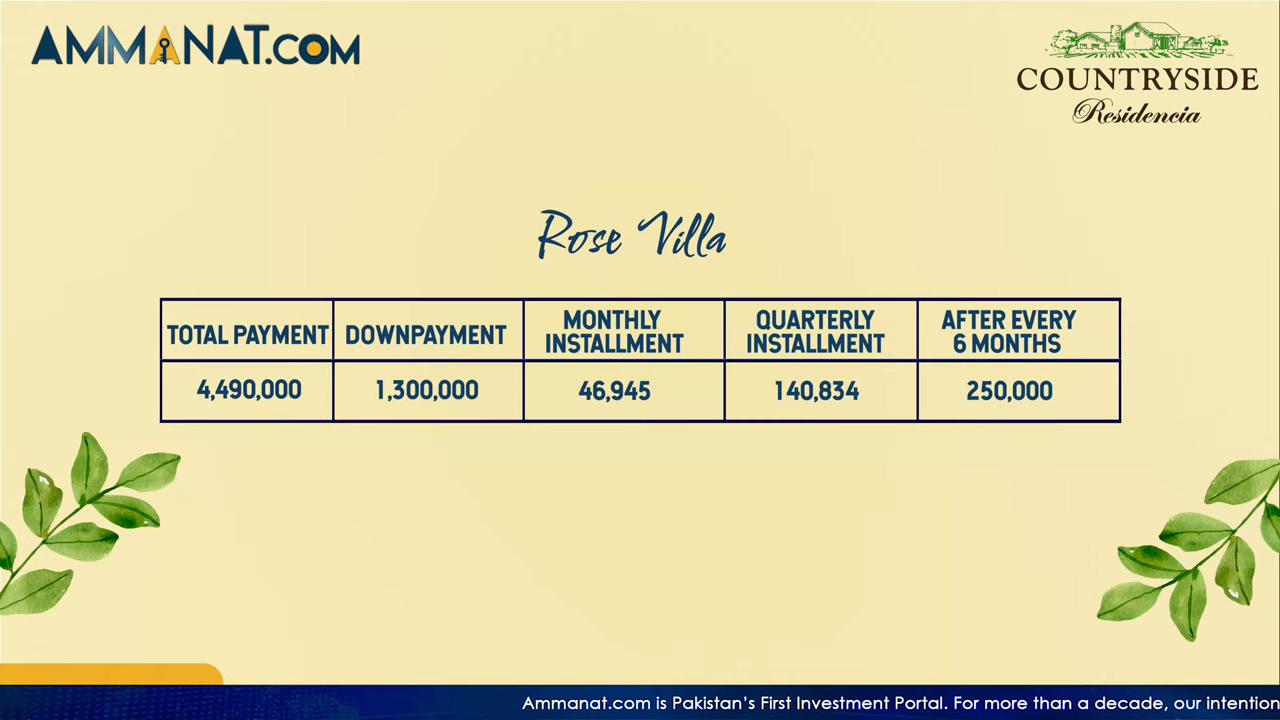 AMMANAT.COM
COUNTRYSIDE
Residencia
Rose Villa
TOTAL PAYMENT DOWNPAYMENT MONTHLY INSTALLMENT QUARTERLY INSTALLMENT AFTER EVERY 6 MONTHS
4,490,000 1,300,000 46,945 140,834 250,000
Ammanat.com is Pakistan's First Investment Portal. For more than a decade, our intention